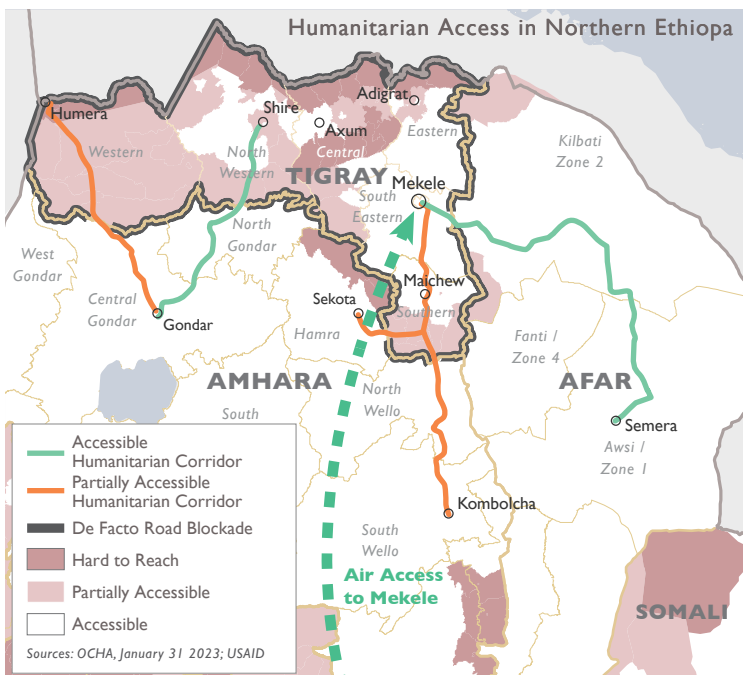 Humanitarian Access in Northern Ethiopa
Humera
Shire
Adigrat
Axum
Eastern
Western
North
Western
Central
Kilbati
Zone 2
TIGRAY
Mekele
South
Eastern
North
Gondar
West
Gondar
Central
Gondar
Gondar
Sekota
Maichew
Southern
Hamra
Fanti /
Zone 4
AMHARA
North
Wello
AFAR
South
Semera
Awsi /
Zone 1
Kombolcha
South
Wello
Air Access
to Mekele
SOMALI
Accessible
Humanitarian Corridor
Partially Accessible
Humanitarian Corridor
De Facto Road Blockade
Hard to Reach
Partially Accessible
Accessible
Sources: OCHA, January 31 2023; USAID